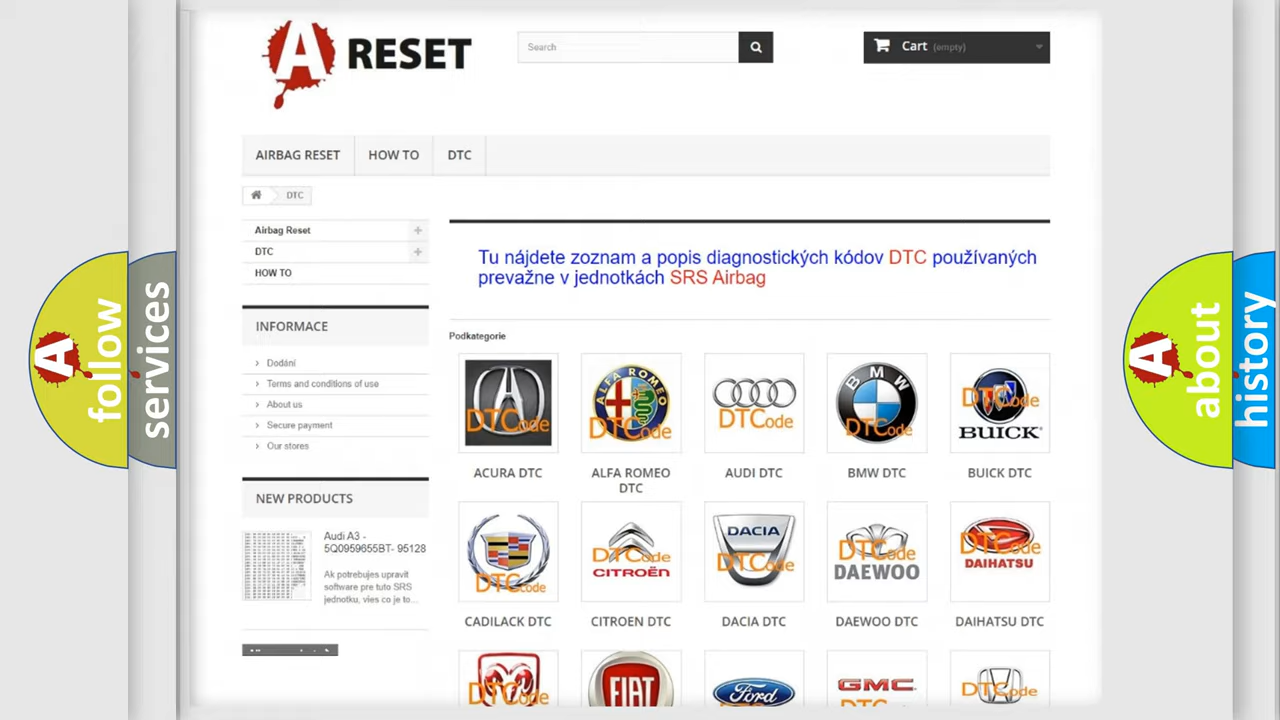 A RESET
Search
Cart (empty)
AIRBAG RESET
HOW TO
DTC
DTC
Airbag Reset
DTC
HOW TO
INFORMACE
Dodání
Terms and conditions of use
About us
Secure payment
Our stores
NEW PRODUCTS
Audi A3 -
5Q0959655BT- 95128
Ak potrebujes upravit
software pre tuto SRS
jednotku, vies co je to...
Tu nájdete zoznam a popis diagnostických kódov DTC používaných
prevažne v jednotkách SRS Airbag
Podkategorie
DTCode
ALFA ROMEO
DTCode
DTCode
BMW
DTCode
DTCode
BUICK
ACURA DTC
ALFA ROMEO
DTC
AUDI DTC
BMW DTC
BUICK DTC
DTCode
DTCode
CITROËN
DACIA
DTCode
DTCode
DAEWOO
DTCode
DAIHATSU
CADILACK DTC
CITROEN DTC
DACIA DTC
DAEWOO DTC
DAIHATSU DTC
DTCode
FIAT
Ford
GMC
DTCode
A follow
services
A about
history